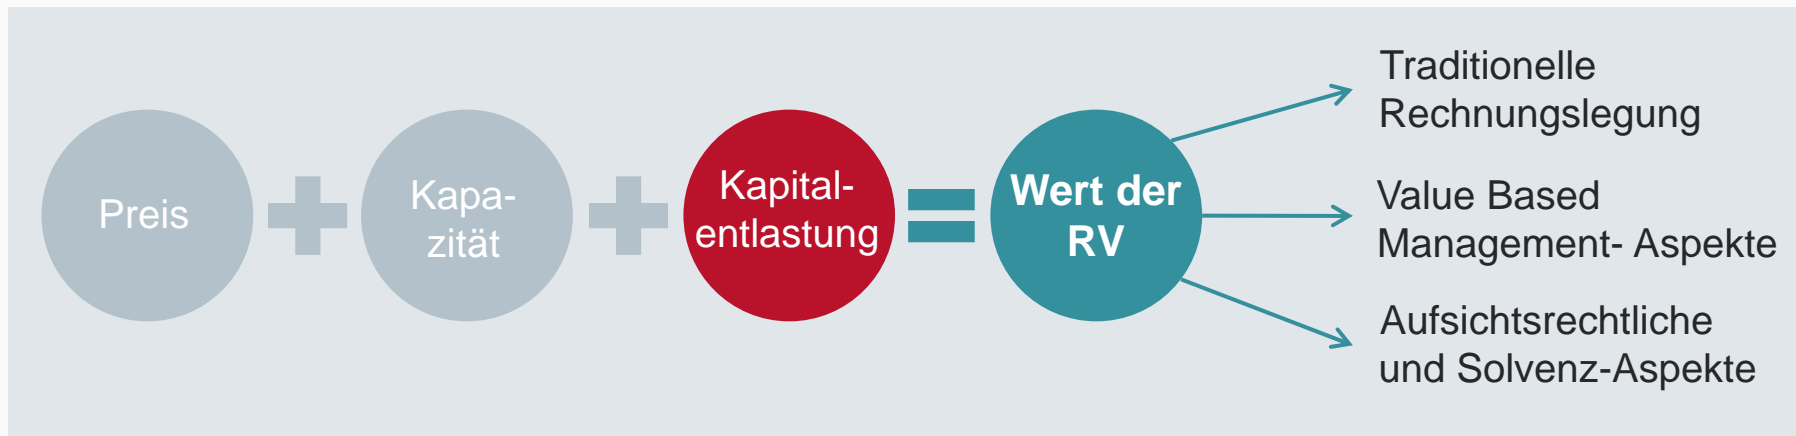 Preis
Kapa-
zität
Kapital-
entlastung
Wert der
RV
Traditionelle
Rechnungslegung
Value Based
Management- Aspekte
Aufsichtsrechtliche
und Solvenz-Aspekte